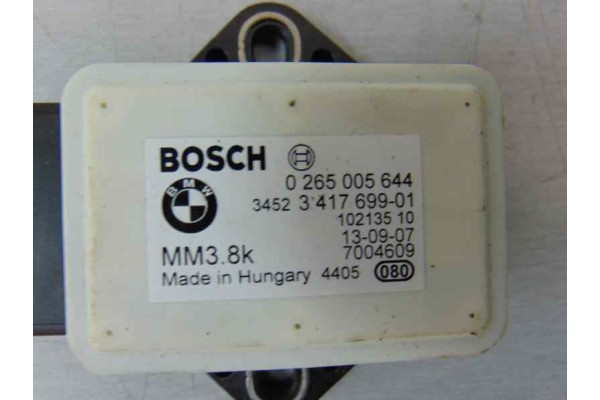 BOSCH
BMW
0 265 005 644
3452 3 417 699-01
102135 10
13-09-07
MM3.8k 7004609
Made in Hungary 4405 080